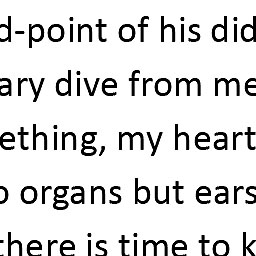 d-point of his did
ary dive from me
ething, my heart
o organs but ears
there is time to k